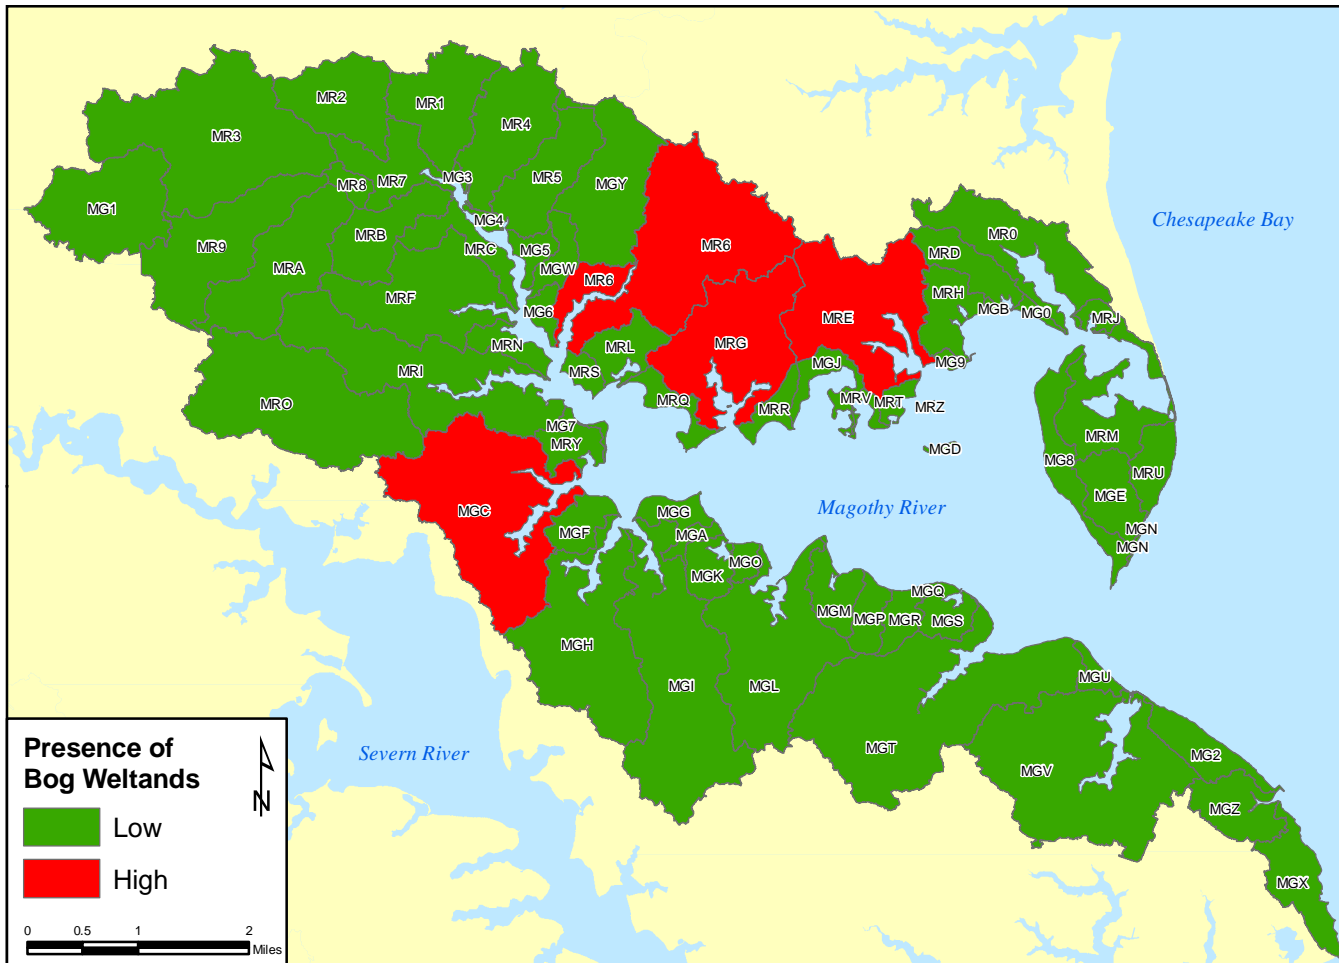 MR2
MR1
MR3
MR4
MG3
MR8
MR7
MR5
MGY
MG1
MG4
MR9
MRB
MRC
MG5
MGW
MRA
MR6
MR6
MRF
MG6
MR0
MRD
MRH
MGB
MG0
MRJ
MRE
Chesapeake Bay
MRN
MRL
MRG
MGJ
MG9
MRI
MRS
MRO
MRQ
MRR
MRV
MRT
MRZ
MG7
MRY
MGD
MRM
MG8
MRU
MGE
MGC
MGG
Magothy River
MGF
MGA
MGN
MGN
MGK
MGO
MGQ
MGM
MGP
MGR
MGS
MGH
MGI
MGL
MGU
MGT
MGV
MG2
MGZ
MGX
Severn River
Presence of
Bog Weltands
N
Low
High
0 0.5 1 2
Miles